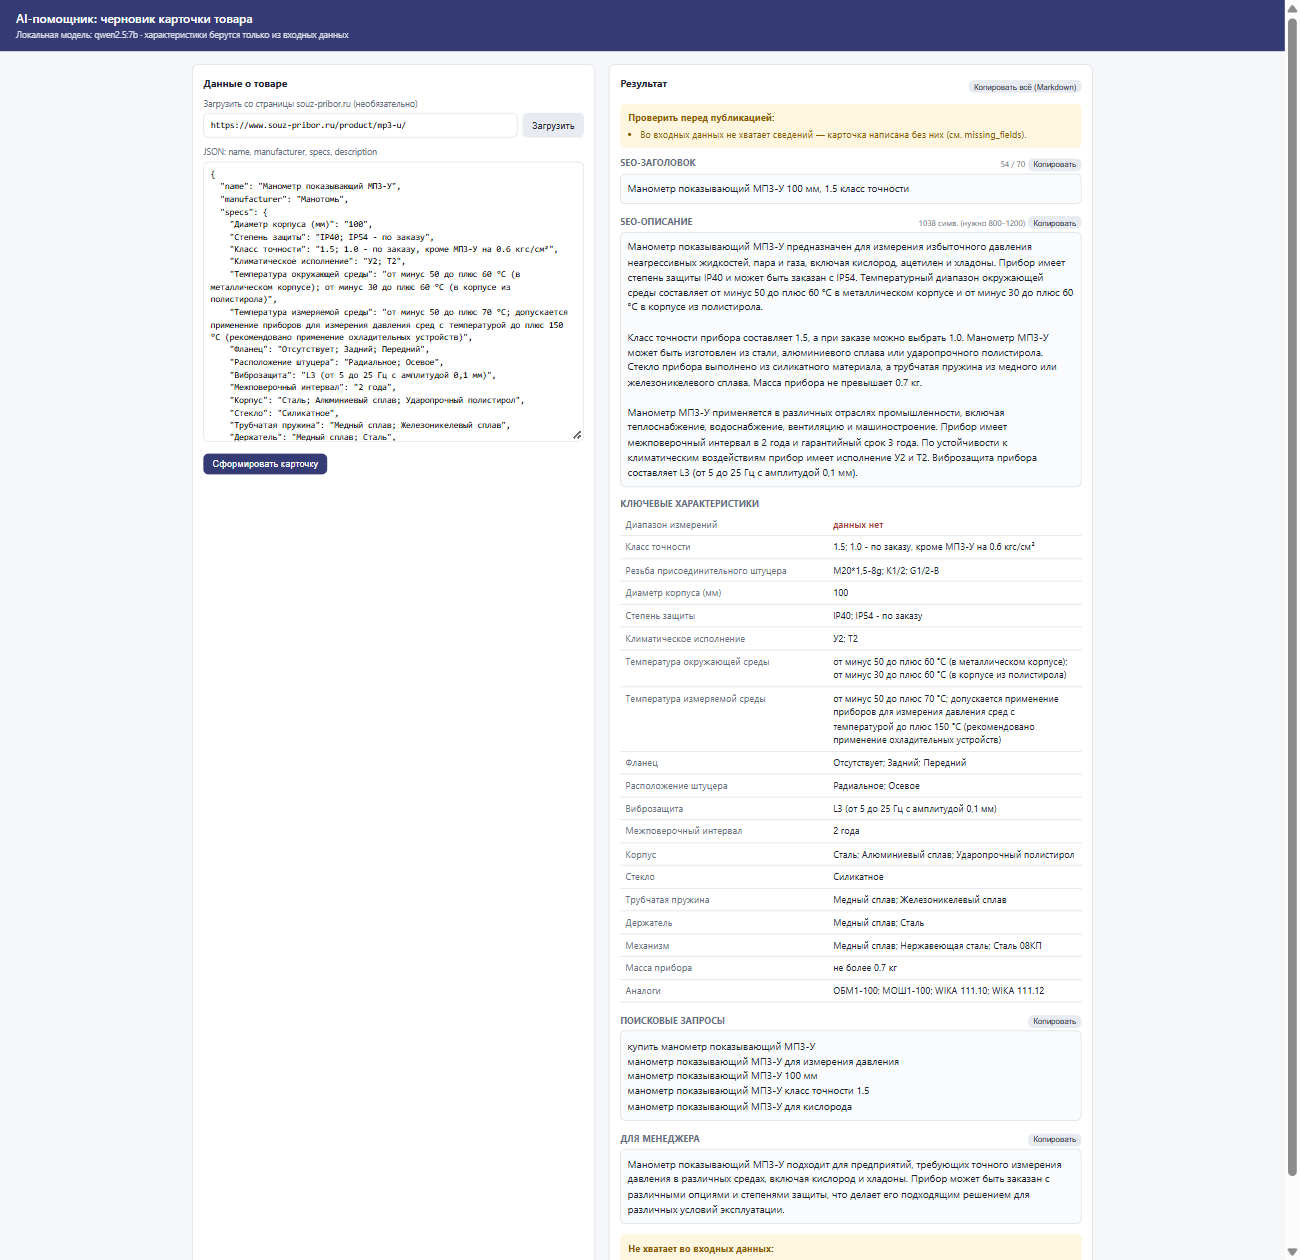 AI-помощник: черновик карточки товара
Локальная модель: qwen2.5:7b · характеристики берутся только из входных данных
Данные о товаре
Загрузить со страницы souz-pribor.ru (необязательно)
https://www.souz-pribor.ru/product/mp3-u/
Загрузить
JSON: name, manufacturer, specs, description
{
"name": "Манометр показывающий МП3-У",
"manufacturer": "Манотомь",
"specs": {
"Диаметр корпуса (мм)": "100",
"Степень защиты": "IP40; IP54 - по заказу",
"Класс точности": "1.5; 1.0 - по заказу, кроме МП3-У на 0.6 кгс/см²",
"Климатическое исполнение": "У2; Т2",
"Температура окружающей среды": "от минус 50 до плюс 60 °C (в
металлическом корпусе); от минус 30 до плюс 60 °C (в корпусе из
полистирола)",
"Температура измеряемой среды": "от минус 50 до плюс 70 °C; допускается
применение приборов для измерения давления сред с температурой до плюс 150
°C (рекомендовано применение охладительных устройств)",
"Фланец": "Отсутствует; Задний; Передний",
"Расположение штуцера": "Радиальное; Осевое",
"Виброзащита": "L3 (от 5 до 25 Гц с амплитудой 0,1 мм)",
"Межповерочный интервал": "2 года",
"Корпус": "Сталь; Алюминиевый сплав; Ударопрочный полистирол",
"Стекло": "Силикатное",
"Трубчатая пружина": "Медный сплав; Железоникелевый сплав",
"Держатель": "Медный сплав; Сталь",
Сформировать карточку
Результат
Копировать всё (Markdown)
Проверить перед публикацией:
• Во входных данных не хватает сведений — карточка написана без них (см. missing_fields).
SEO-ЗАГОЛОВОК
54 / 70
Копировать
Манометр показывающий МП3-У 100 мм, 1.5 класс точности
SEO-ОПИСАНИЕ
1038 симв. (нужно 800–1200)
Копировать
Манометр показывающий МП3-У предназначен для измерения избыточного давления
неагрессивных жидкостей, пара и газа, включая кислород, ацетилен и хладоны. Прибор имеет
степень защиты IP40 и может быть заказан с IP54. Температурный диапазон окружающей
среды составляет от минус 50 до плюс 60 °C в металлическом корпусе и от минус 30 до плюс 60
°C в корпусе из полистирола.
Класс точности прибора составляет 1.5, а при заказе можно выбрать 1.0. Манометр МП3-У
может быть изготовлен из стали, алюминиевого сплава или ударопрочного полистирола.
Стекло прибора выполнено из силикатного материала, а трубчатая пружина из медного или
железоникелевого сплава. Масса прибора не превышает 0.7 кг.
Манометр МП3-У применяется в различных отраслях промышленности, включая
теплоснабжение, водоснабжение, вентиляцию и машиностроение. Прибор имеет
межповерочный интервал в 2 года и гарантийный срок 3 года. По устойчивости к
климатическим воздействиям прибор имеет исполнение У2 и Т2. Виброзащита прибора
составляет L3 (от 5 до 25 Гц с амплитудой 0,1 мм).
КЛЮЧЕВЫЕ ХАРАКТЕРИСТИКИ
Диапазон измерений данных нет
Класс точности 1.5; 1.0 - по заказу, кроме МП3-У на 0.6 кгс/см²
Резьба присоединительного штуцера М20*1,5-8g; К1/2; G1/2-B
Диаметр корпуса (мм) 100
Степень защиты IP40; IP54 - по заказу
Климатическое исполнение У2; Т2
Температура окружающей среды от минус 50 до плюс 60 °C (в металлическом корпусе);
от минус 30 до плюс 60 °C (в корпусе из полистирола)
Температура измеряемой среды от минус 50 до плюс 70 °C; допускается применение
приборов для измерения давления сред с
температурой до плюс 150 °C (рекомендовано
применение охладительных устройств)
Фланец Отсутствует; Задний; Передний
Расположение штуцера Радиальное; Осевое
Виброзащита L3 (от 5 до 25 Гц с амплитудой 0,1 мм)
Межповерочный интервал 2 года
Корпус Сталь; Алюминиевый сплав; Ударопрочный полистирол
Стекло Силикатное
Трубчатая пружина Медный сплав; Железоникелевый сплав
Держатель Медный сплав; Сталь
Механизм Медный сплав; Нержавеющая сталь; Сталь 08КП
Масса прибора не более 0.7 кг
Аналоги ОБМ1-100; МОШ1-100; WIKA 111.10; WIKA 111.12
ПОИСКОВЫЕ ЗАПРОСЫ
Копировать
купить манометр показывающий МП3-У
манометр показывающий МП3-У для измерения давления
манометр показывающий МП3-У 100 мм
манометр показывающий МП3-У класс точности 1.5
манометр показывающий МП3-У для кислорода
ДЛЯ МЕНЕДЖЕРА
Копировать
Манометр показывающий МП3-У подходит для предприятий, требующих точного измерения
давления в различных средах, включая кислород и хладоны. Прибор может быть заказан с
различными опциями и степенями защиты, что делает его подходящим решением для
различных условий эксплуатации.
Не хватает во входных данных: